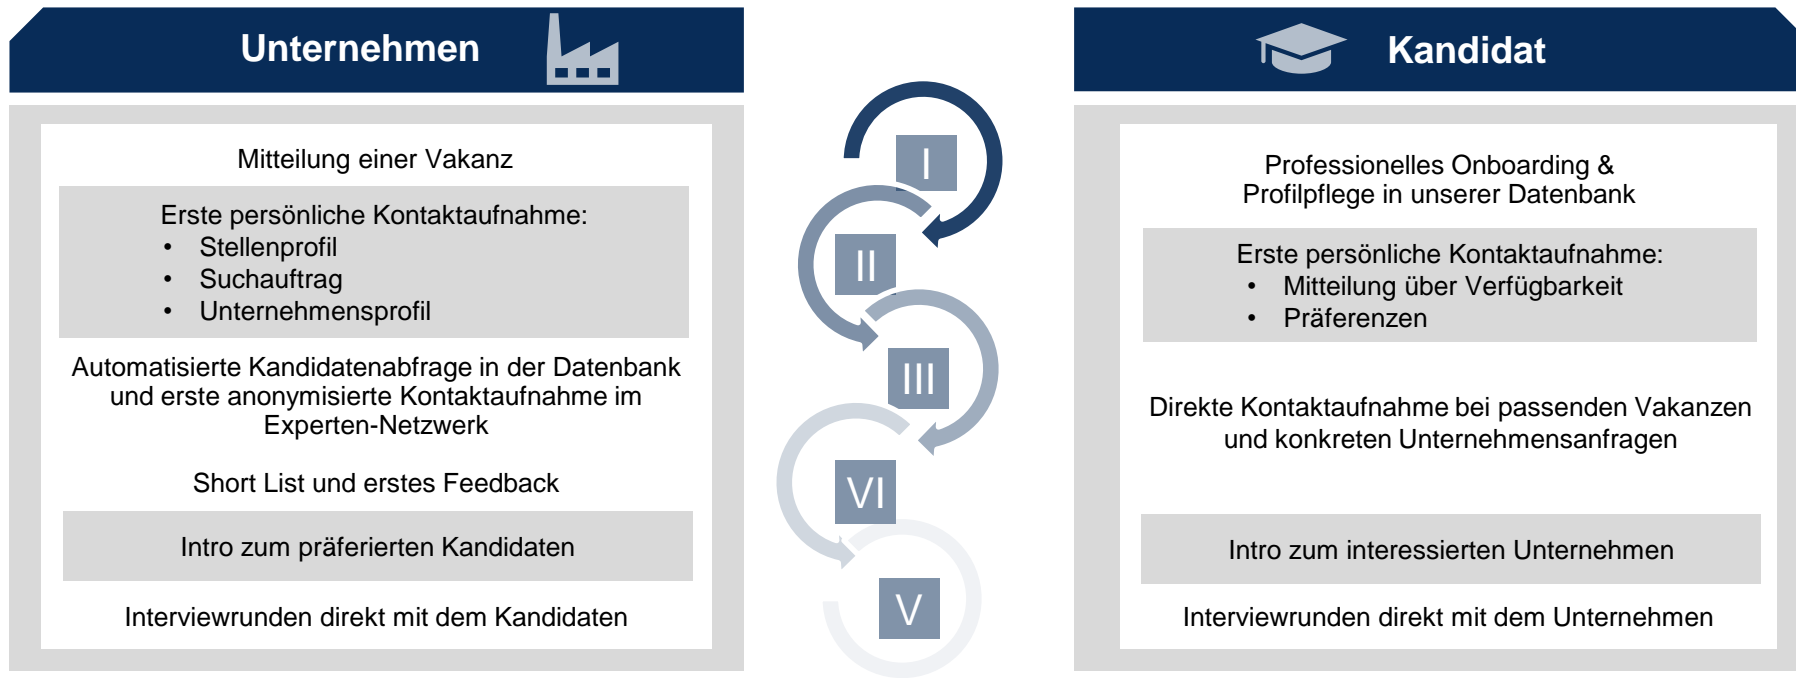 Unternehmen
Mitteilung einer Vakanz
Erste persönliche Kontaktaufnahme:
• Stellenprofil
• Suchauftrag
• Unternehmensprofil
Automatisierte Kandidatenabfrage in der Datenbank
und erste anonymisierte Kontaktaufnahme im
Experten-Netzwerk
Short List und erstes Feedback
Intro zum präferierten Kandidaten
Interviewrunden direkt mit dem Kandidaten
I
II
III
VI
V
Kandidat
Professionelles Onboarding &
Profilpflege in unserer Datenbank
Erste persönliche Kontaktaufnahme:
• Mitteilung über Verfügbarkeit
• Präferenzen
Direkte Kontaktaufnahme bei passenden Vakanzen
und konkreten Unternehmensanfragen
Intro zum interessierten Unternehmen
Interviewrunden direkt mit dem Unternehmen